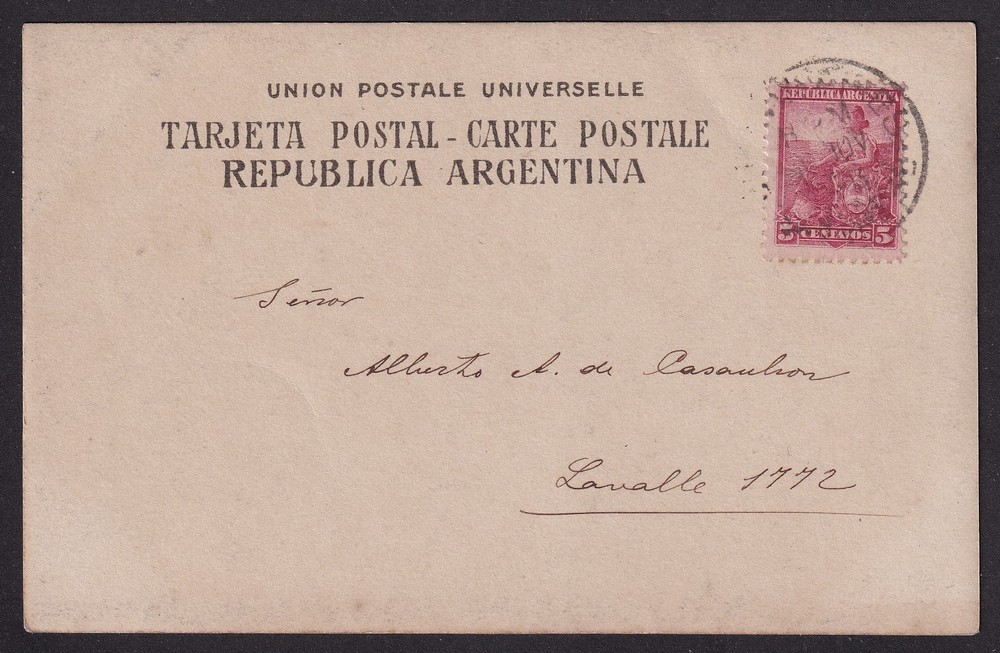 UNION POSTALE UNIVERSELLE
TARJETA POSTAL - CARTE POSTALE
REPUBLICA ARGENTINA
REPUBLICA ARGENTINA
5 CENTAVOS 5
Señor
Alberto A. de Casaubon
Lavalle 1772